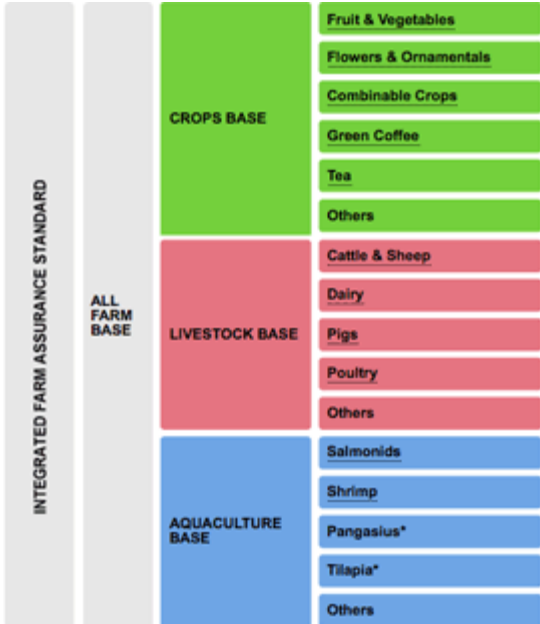 INTEGRATED FARM ASSURANCE STANDARD
ALL
FARM
BASE
CROPS BASE
Fruit & Vegetables
Flowers & Ornamentals
Combinable Crops
Green Coffee
Tea
Others
LIVESTOCK BASE
Cattle & Sheep
Dairy
Pigs
Poultry
Others
AQUACULTURE
BASE
Salmonids
Shrimp
Pangasius*
Tilapia*
Others